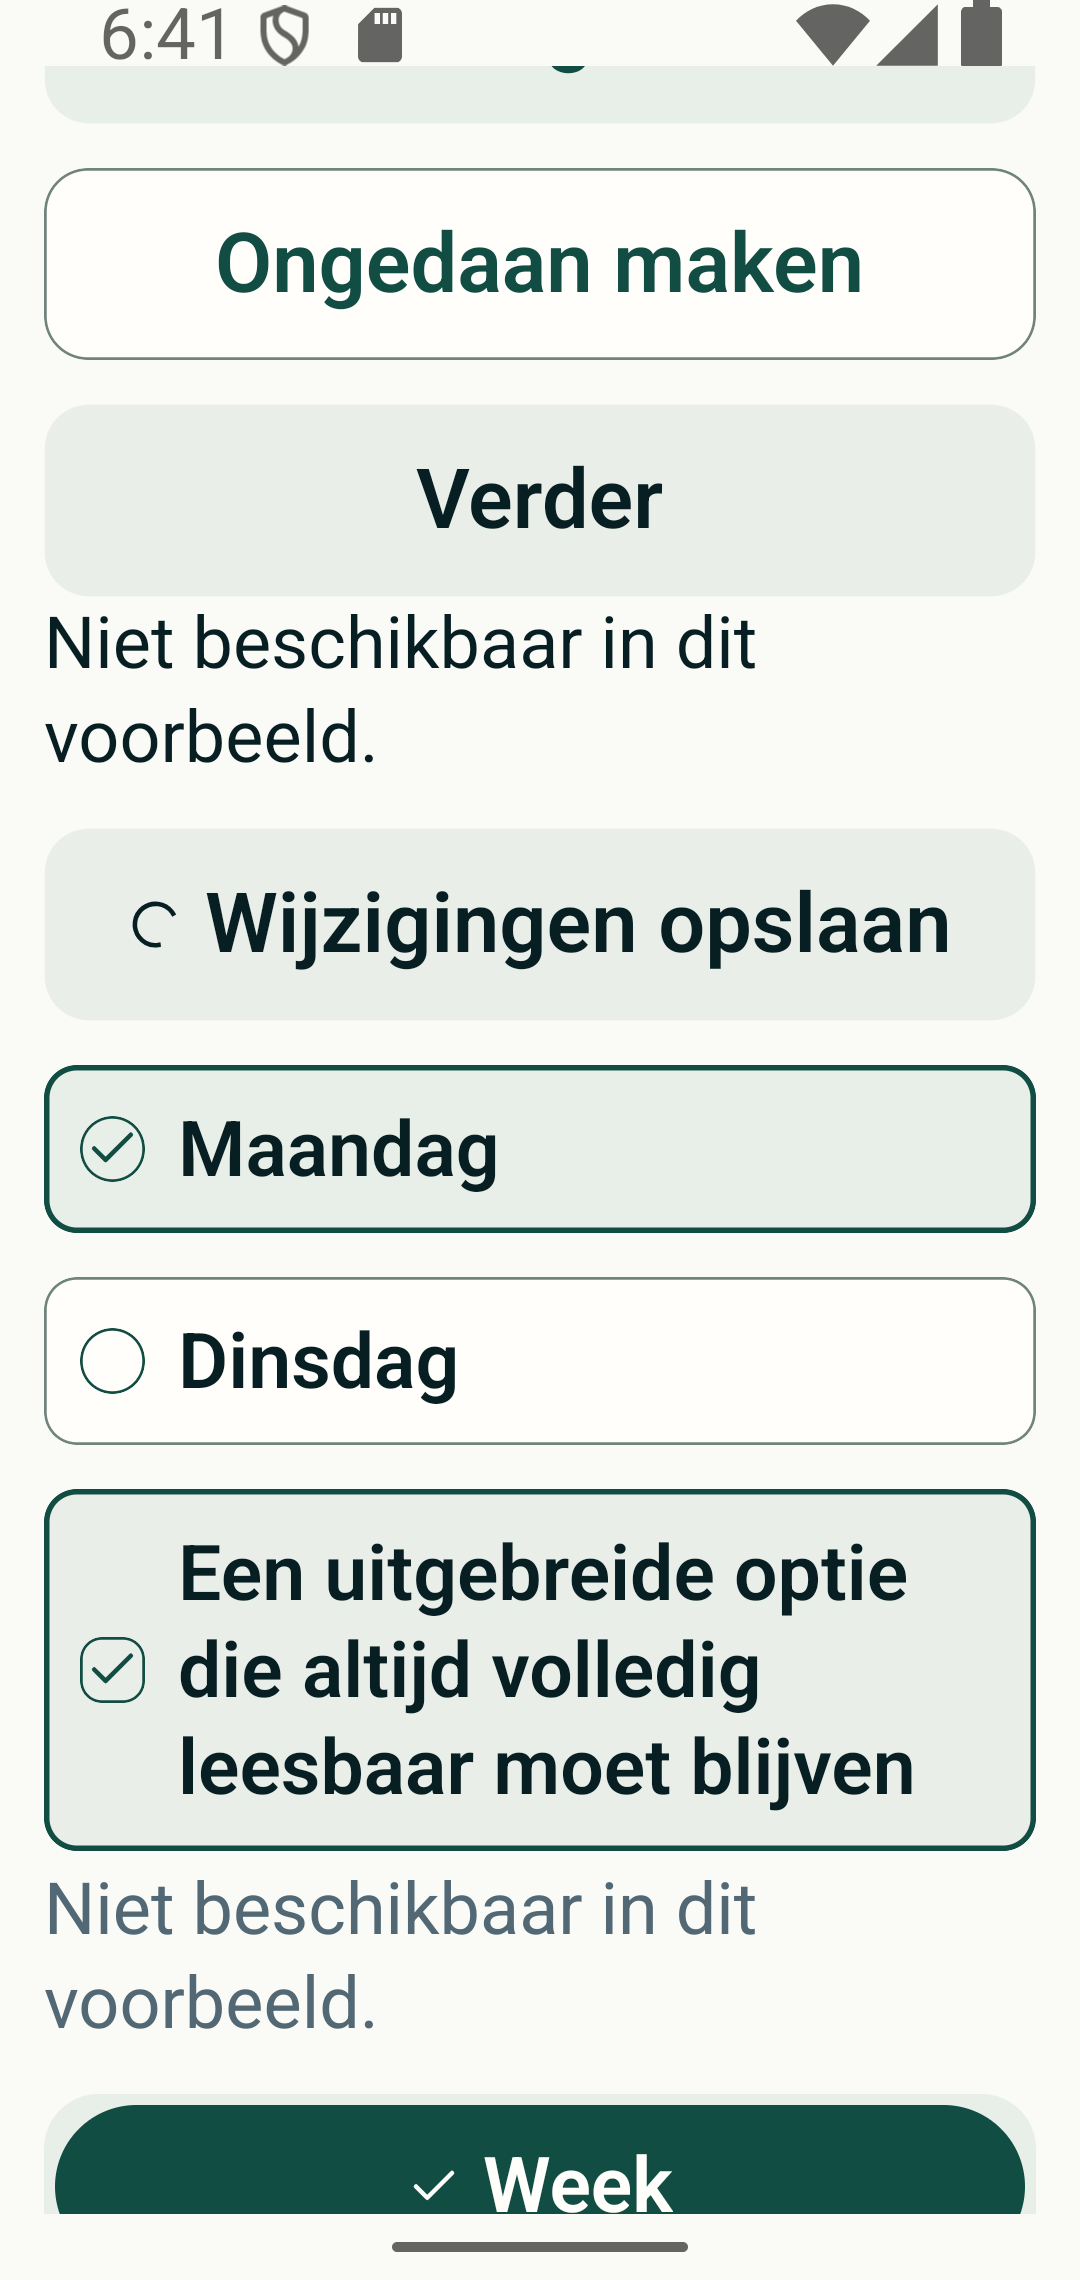 6:41
Ongedaan maken
Verder
Niet beschikbaar in dit
voorbeeld.
Wijzigingen opslaan
Maandag
Dinsdag
Een uitgebreide optie
die altijd volledig
leesbaar moet blijven
Niet beschikbaar in dit
voorbeeld.
Week